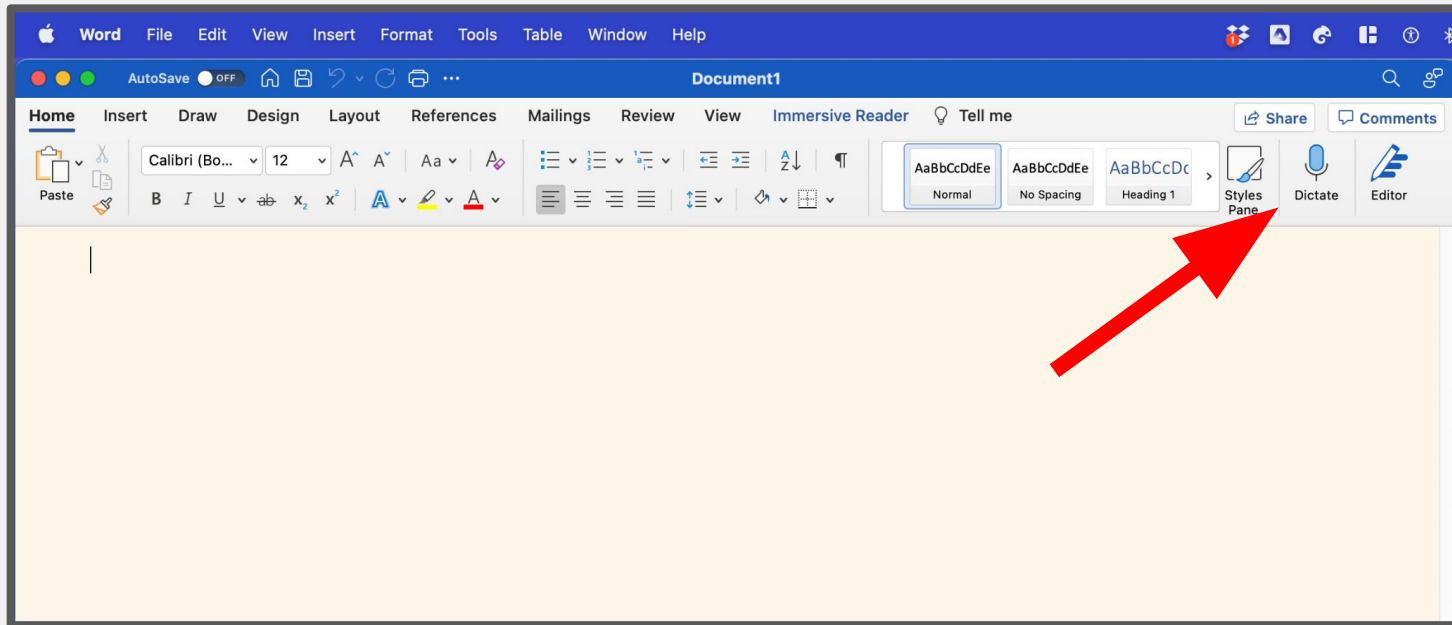 Word File Edit View Insert Format Tools Table Window Help
1
AutoSave OFF Document1
Home Insert Draw Design Layout References Mailings Review View Immersive Reader Tell me Share Comments
Calibri (Bo... 12 Aa AaBbCcDdEe AaBbCcDdEe AaBbCcDc
Paste B I U ab x2 x2 A A Normal No Spacing Heading 1 Styles Dictate Editor
Pane